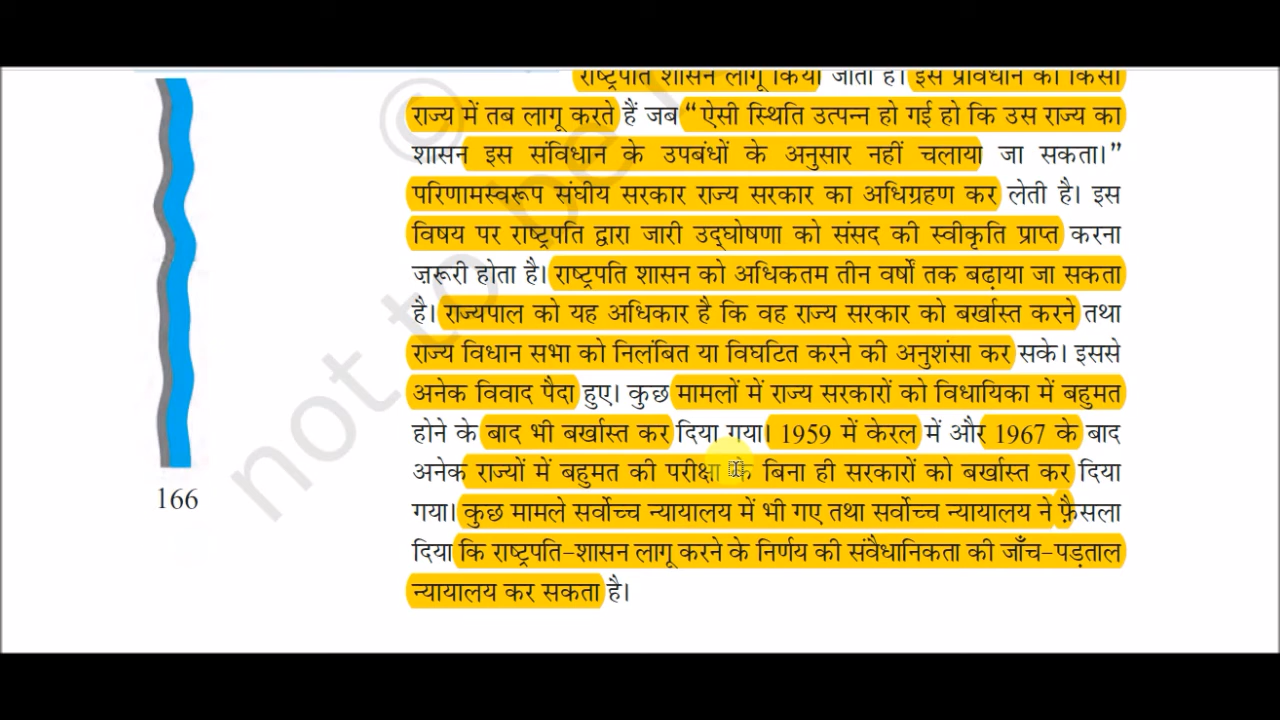 राष्ट्रपति शासन लागू किया जाता है। इस प्रावधान को किसी
राज्य में तब लागू करते हैं जब “ऐसी स्थिति उत्पन्न हो गई हो कि उस राज्य का
शासन इस संविधान के उपबंधों के अनुसार नहीं चलाया जा सकता।”
परिणामस्वरूप संघीय सरकार राज्य सरकार का अधिग्रहण कर लेती है। इस
विषय पर राष्ट्रपति द्वारा जारी उद्घोषणा को संसद की स्वीकृति प्राप्त करना
ज़रूरी होता है। राष्ट्रपति शासन को अधिकतम तीन वर्षों तक बढ़ाया जा सकता
है। राज्यपाल को यह अधिकार है कि वह राज्य सरकार को बर्खास्त करने तथा
राज्य विधान सभा को निलंबित या विघटित करने की अनुशंसा कर सके। इससे
अनेक विवाद पैदा हुए। कुछ मामलों में राज्य सरकारों को विधायिका में बहुमत
होने के बाद भी बर्खास्त कर दिया गया। 1959 में केरल में और 1967 के बाद
अनेक राज्यों में बहुमत की परीक्षा के बिना ही सरकारों को बर्खास्त कर दिया
गया। कुछ मामले सर्वोच्च न्यायालय में भी गए तथा सर्वोच्च न्यायालय ने फ़ैसला
दिया कि राष्ट्रपति-शासन लागू करने के निर्णय की संवैधानिकता की जाँच-पड़ताल
न्यायालय कर सकता है।
166
©
not to be r